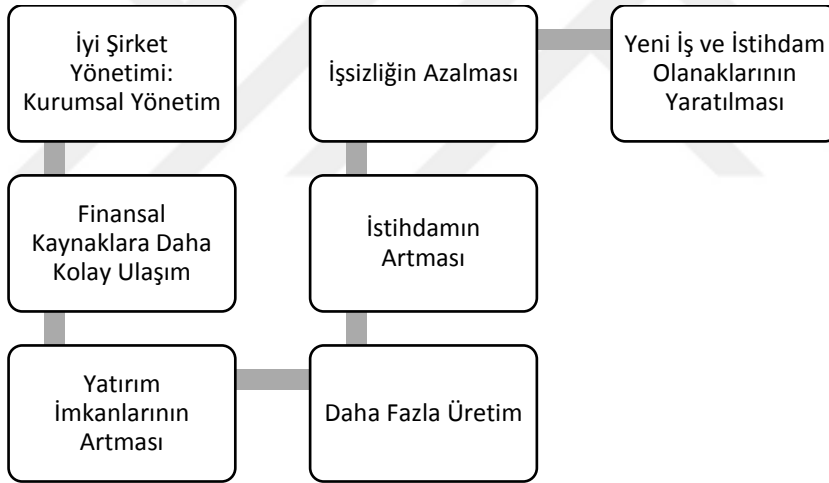 İyi Şirket
Yönetimi:
Kurumsal Yönetim
Finansal
Kaynaklara Daha
Kolay Ulaşım
Yatırım
İmkanlarının
Artması
Daha Fazla Üretim
İstihdamın
Artması
İşsizliğin Azalması
Yeni İş ve İstihdam
Olanaklarının
Yaratılması